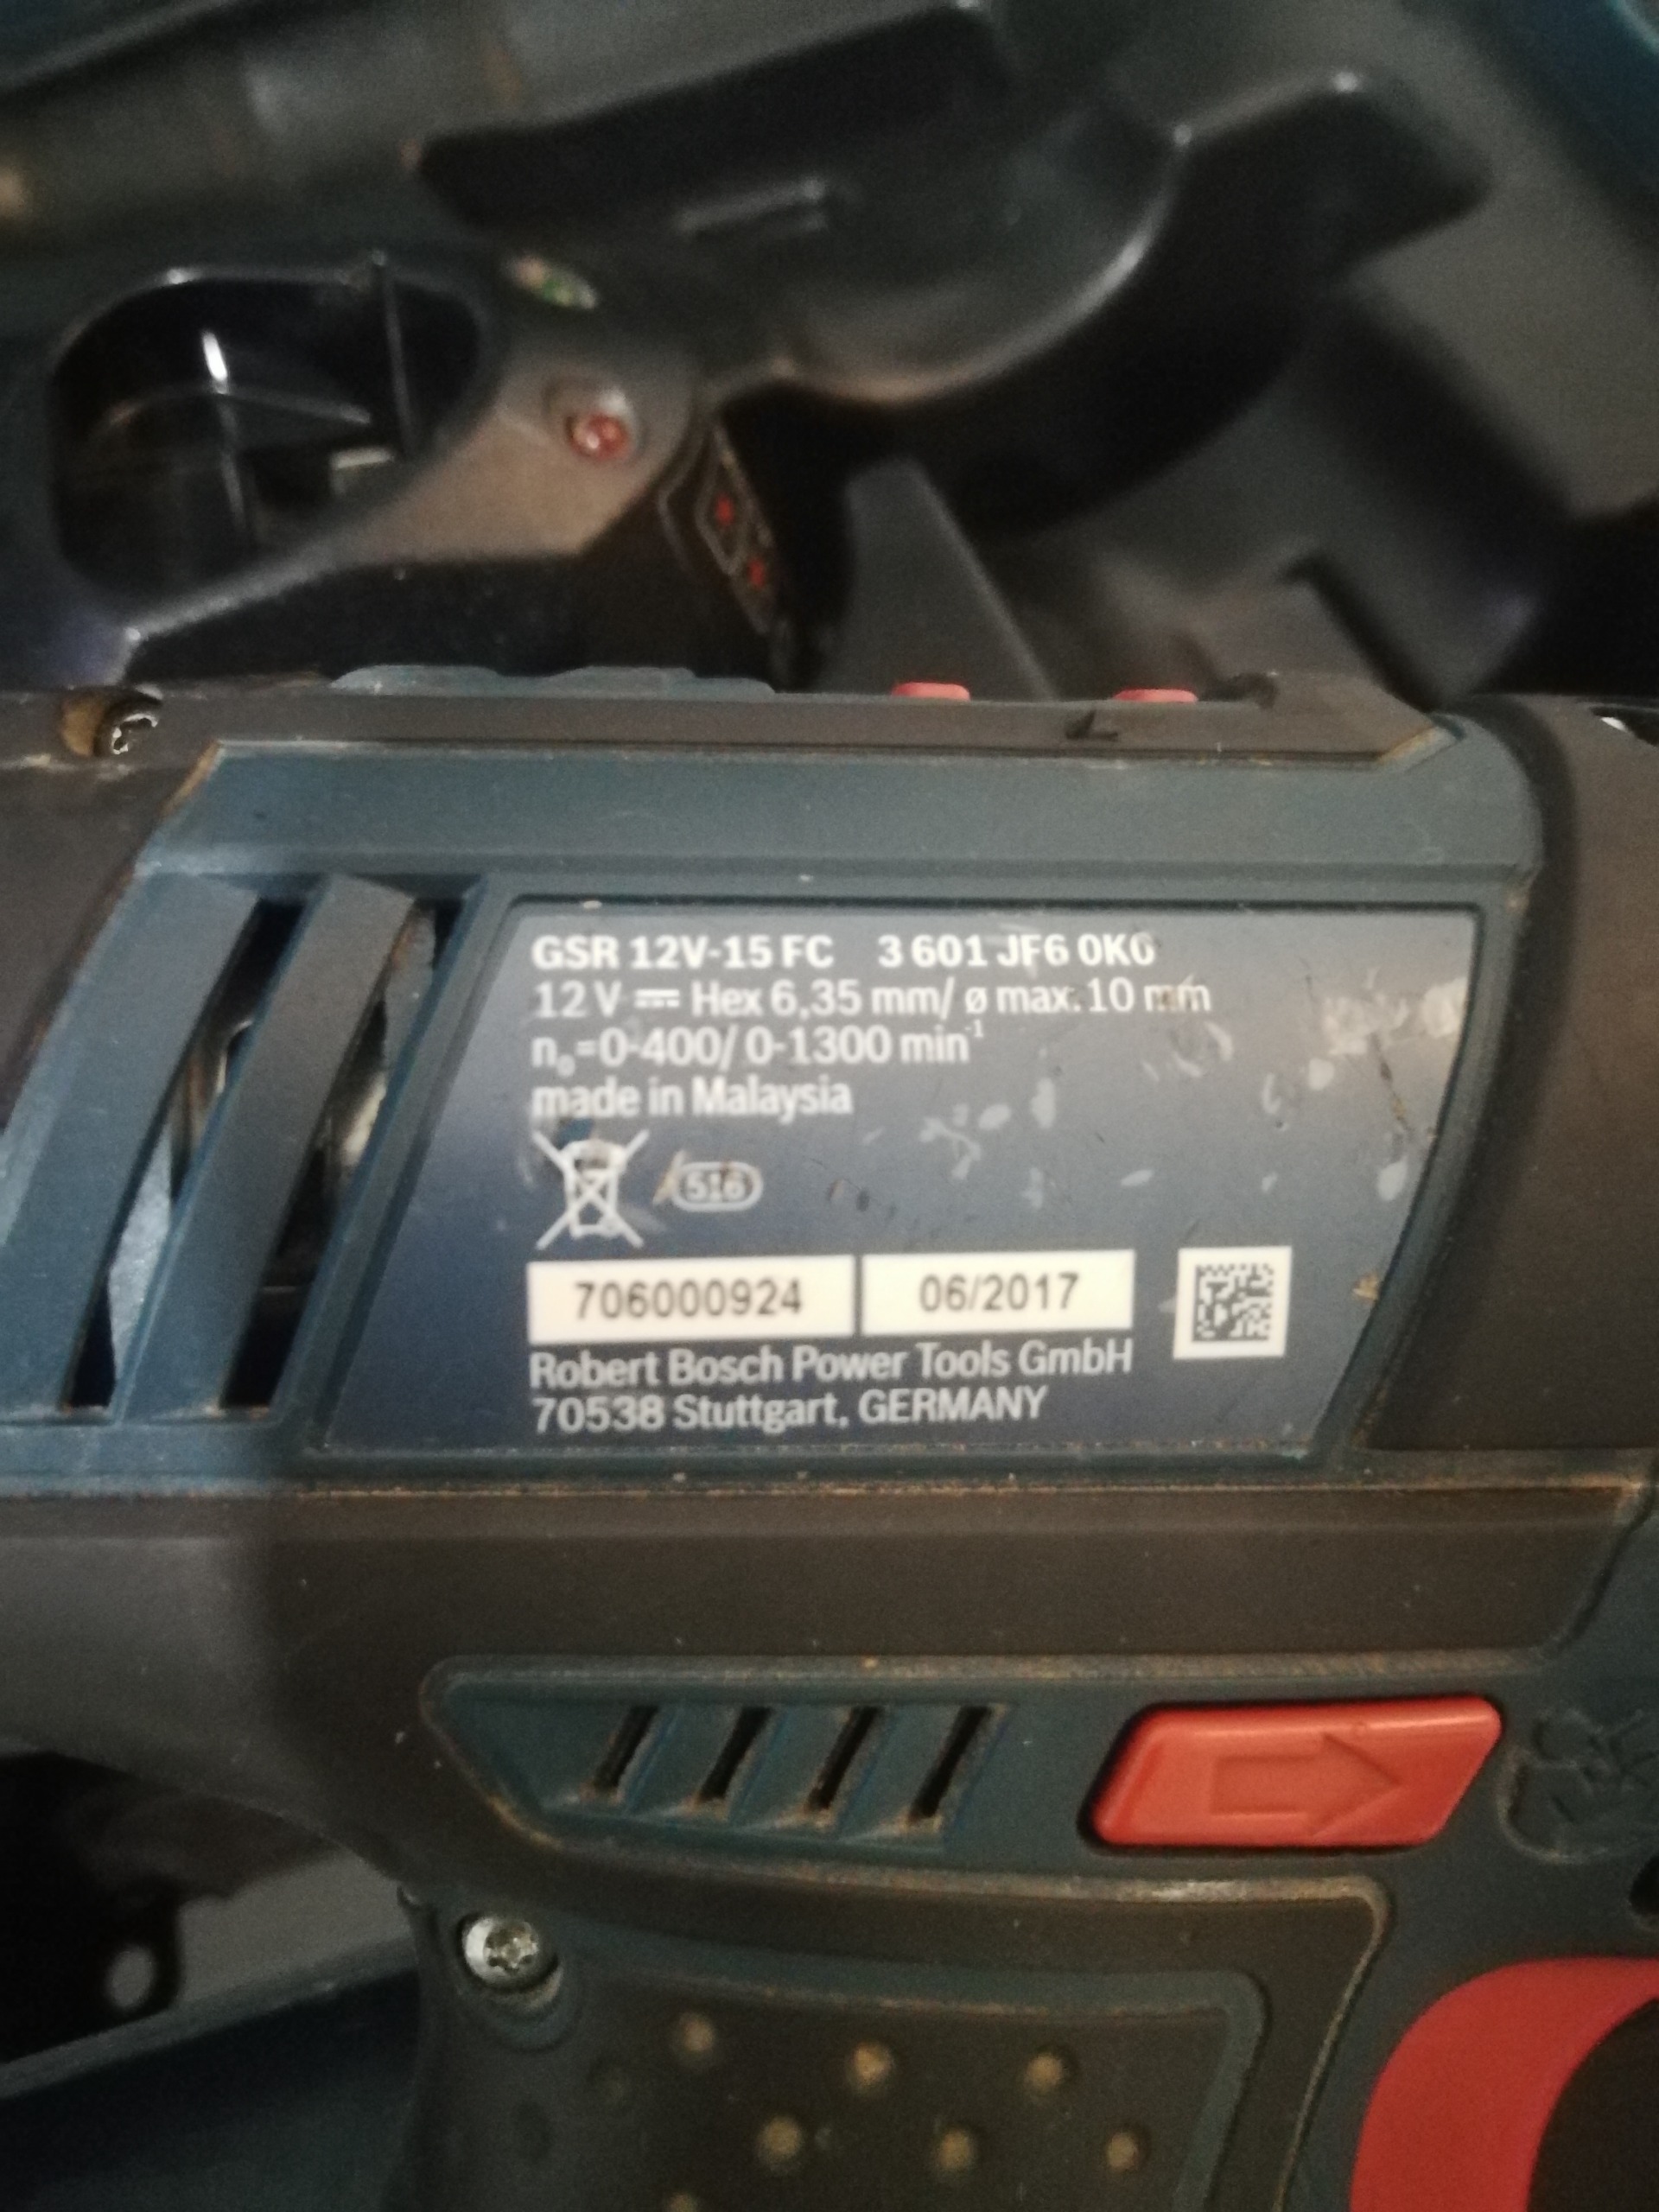 GSR 12V-15 FC 3 601 JF6 0K0
12 V ⎓ Hex 6,35 mm/ ø max. 10 mm
n₀=0-400/ 0-1300 min⁻¹
made in Malaysia
516
706000924 06/2017
Robert Bosch Power Tools GmbH
70538 Stuttgart, GERMANY